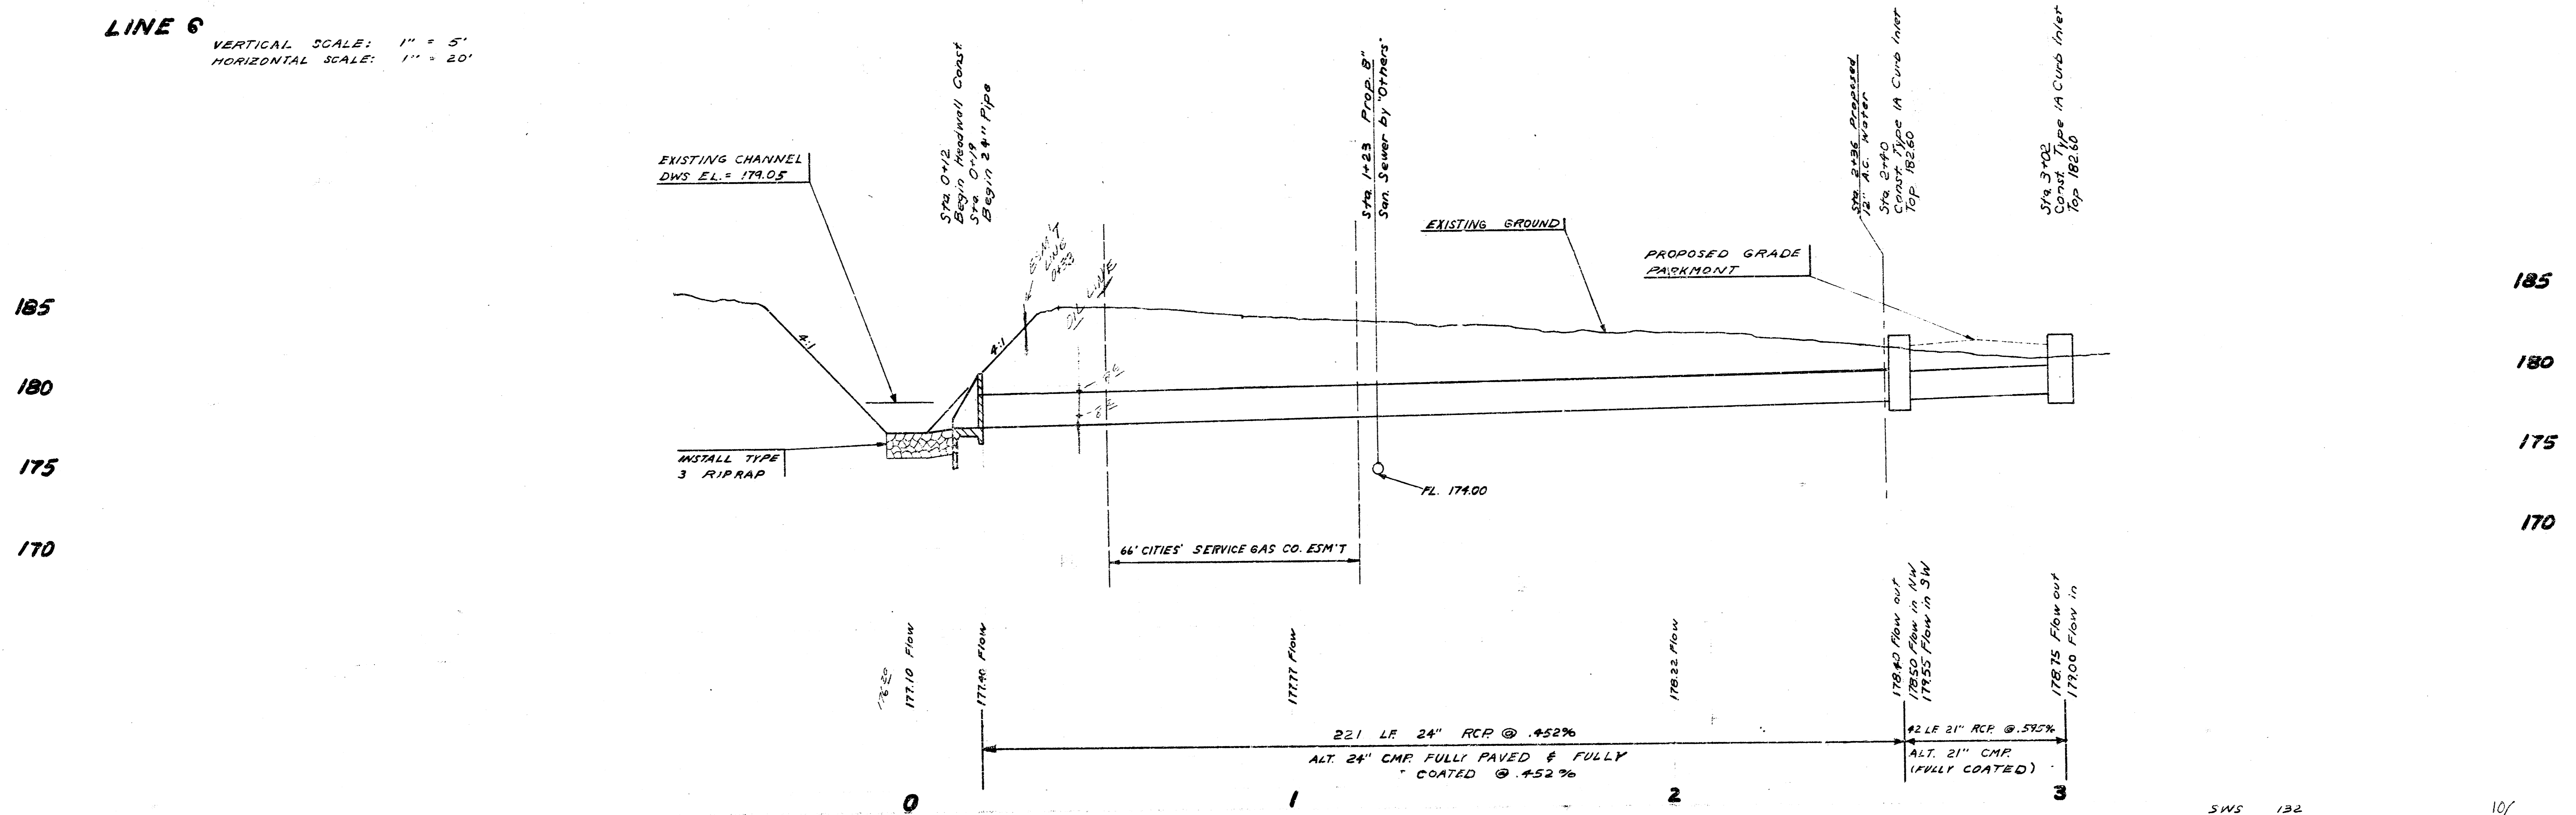 LINE 6
VERTICAL SCALE: 1" = 5'
HORIZONTAL SCALE: 1" = 20'
EXISTING CHANNEL
DWS EL. = 179.05
Sta. 0+12
Begin Headwall Const.
Sta. 0+19
Begin 24" Pipe
ESM'T
LINE
0+33
OIL LINE
Sta. 1+23 Prop. 8"
San. Sewer by "Others"
EXISTING GROUND
PROPOSED GRADE
PARKMONT
Sta. 2+36 Proposed
12" A.C. Water
Sta. 2+40
Const. Type IA Curb Inlet
Top 182.60
Sta. 3+02
Const. Type IA Curb Inlet
Top 182.60
185
180
175
170
185
180
175
170
4:1
4:1
INSTALL TYPE
3 RIPRAP
FL. 174.00
66' CITIES' SERVICE GAS CO. ESM'T
177.10 Flow
177.40 Flow
177.77 Flow
178.22 Flow
178.40 Flow out
178.50 Flow in NW
179.55 Flow in SW
178.75 Flow out
179.00 Flow in
221 LF. 24" RCP. @ .452%
ALT. 24" CMP. FULLY PAVED & FULLY
COATED @ .452%
42 LF 21" RCP. @ .595%
ALT. 21" CMP.
(FULLY COATED)
0
1
2
3
SWS 132